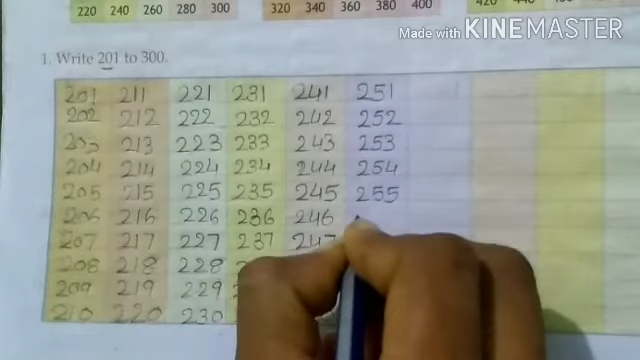 220 240 260 280 300 320 340 360 380 400
Made with KINEMASTER
1. Write 201 to 300.
201 211 221 231 241 251
202 212 222 232 242 252
203 213 223 233 243 253
204 214 224 234 244 254
205 215 225 235 245 255
206 216 226 236 246
207 217 227 237 247
208 218 228
209 219 229
210 220 230